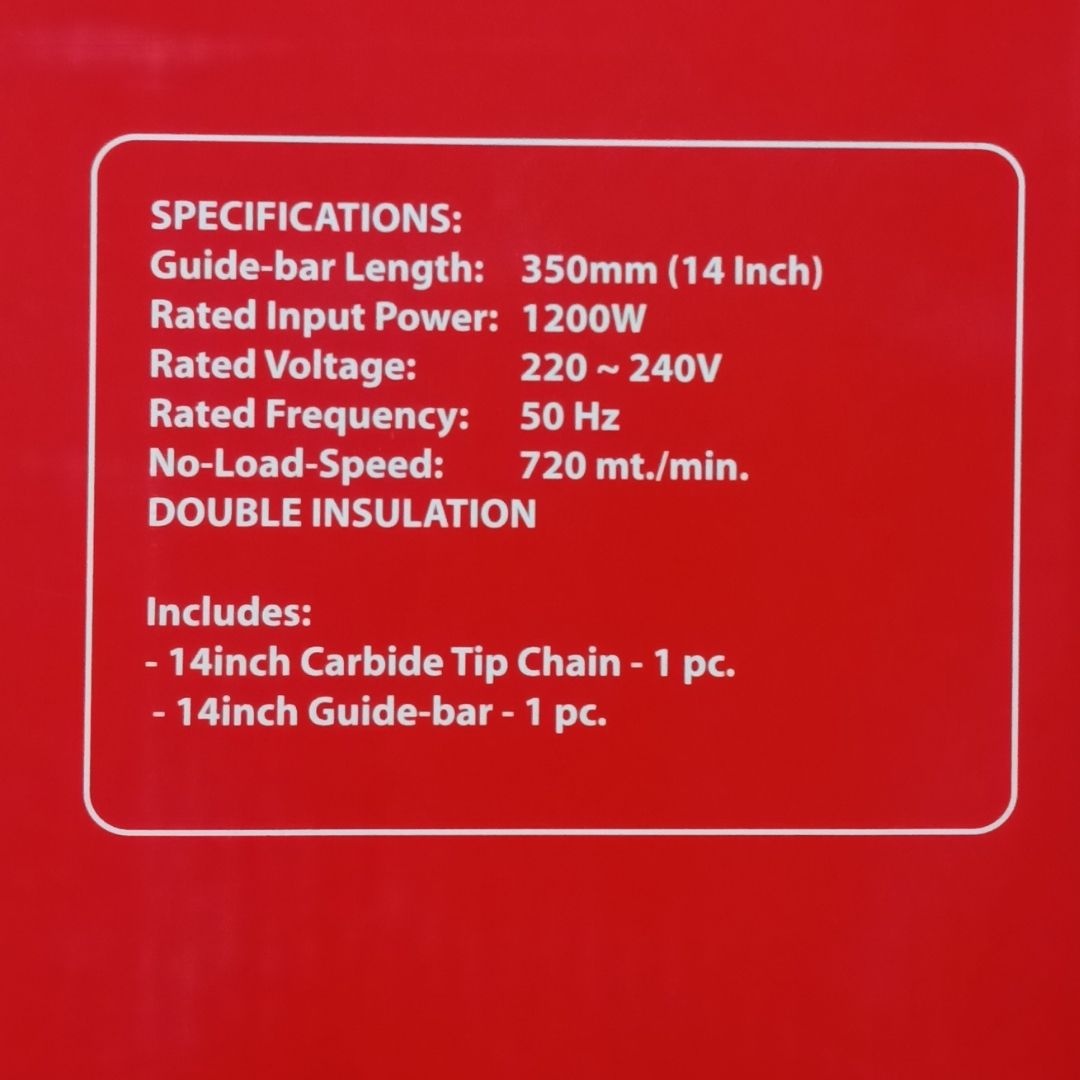 SPECIFICATIONS:
Guide-bar Length: 350mm (14 Inch)
Rated Input Power: 1200W
Rated Voltage: 220 ~ 240V
Rated Frequency: 50 Hz
No-Load-Speed: 720 mt./min.
DOUBLE INSULATION
Includes:
- 14inch Carbide Tip Chain - 1 pc.
- 14inch Guide-bar - 1 pc.